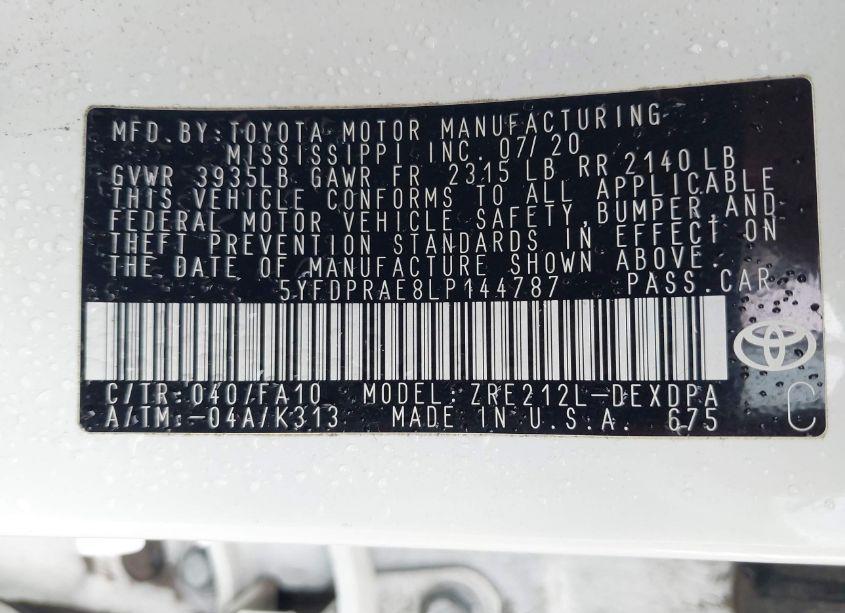 MFD.BY:TOYOTA MOTOR MANUFACTURING
MISSISSIPPI INC. 07/20
GVWR 3935LB GAWR FR 2315 LB RR 2140 LB
THIS VEHICLE CONFORMS TO ALL APPLICABLE
FEDERAL MOTOR VEHICLE SAFETY,BUMPER,AND
THEFT PREVENTION STANDARDS IN EFFECT ON
THE DATE OF MANUFACTURE SHOWN ABOVE.
5YFDPRAE8LP144787 PASS.CAR
C/TR:040/FA10 MODEL:ZRE212L-DEXDPA
A/TM:-04A/K313 MADE IN U.S.A. 675
C